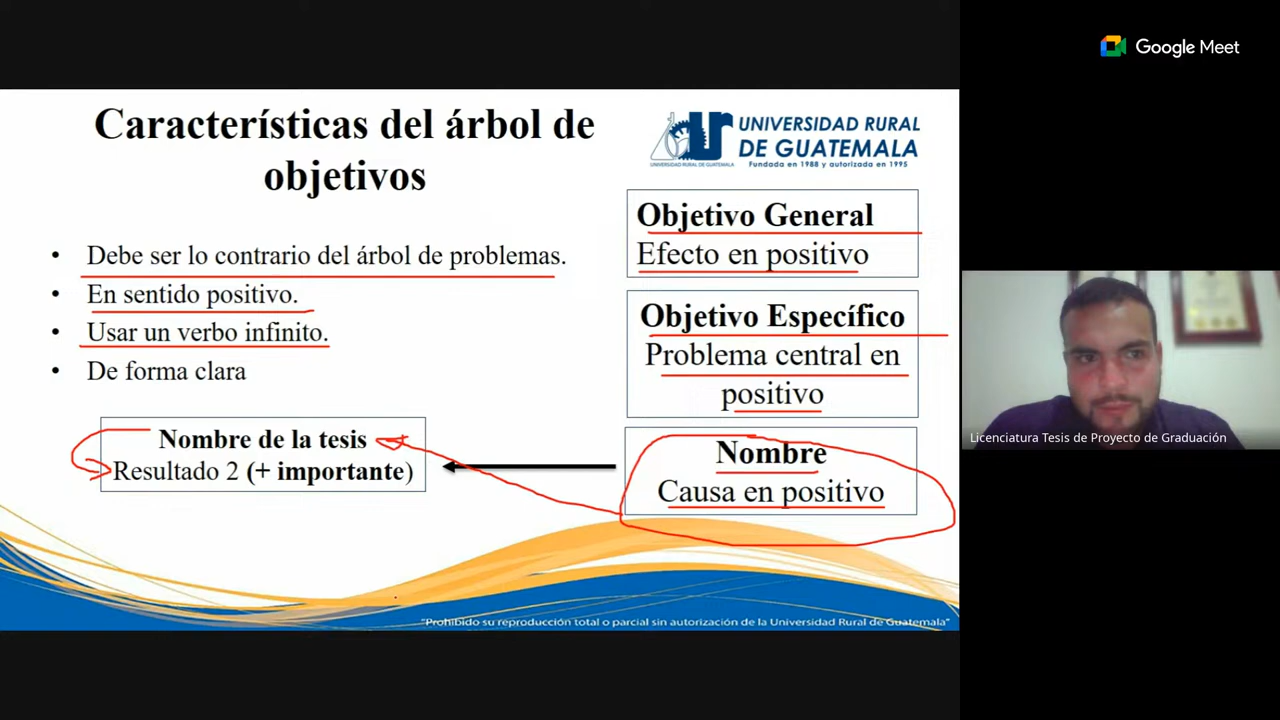 Google Meet
Características del árbol de
objetivos
UNIVERSIDAD RURAL
DE GUATEMALA
Fundada en 1988 y autorizada en 1995
UNIVERSIDAD RURAL DE GUATEMALA
• Debe ser lo contrario del árbol de problemas.
• En sentido positivo.
• Usar un verbo infinito.
• De forma clara
Objetivo General
Efecto en positivo
Objetivo Específico
Problema central en
positivo
Nombre
Causa en positivo
Nombre de la tesis
Resultado 2 (+ importante)
"Prohibido su reproducción total o parcial sin autorización de la Universidad Rural de Guatemala"
Licenciatura Tesis de Proyecto de Graduación